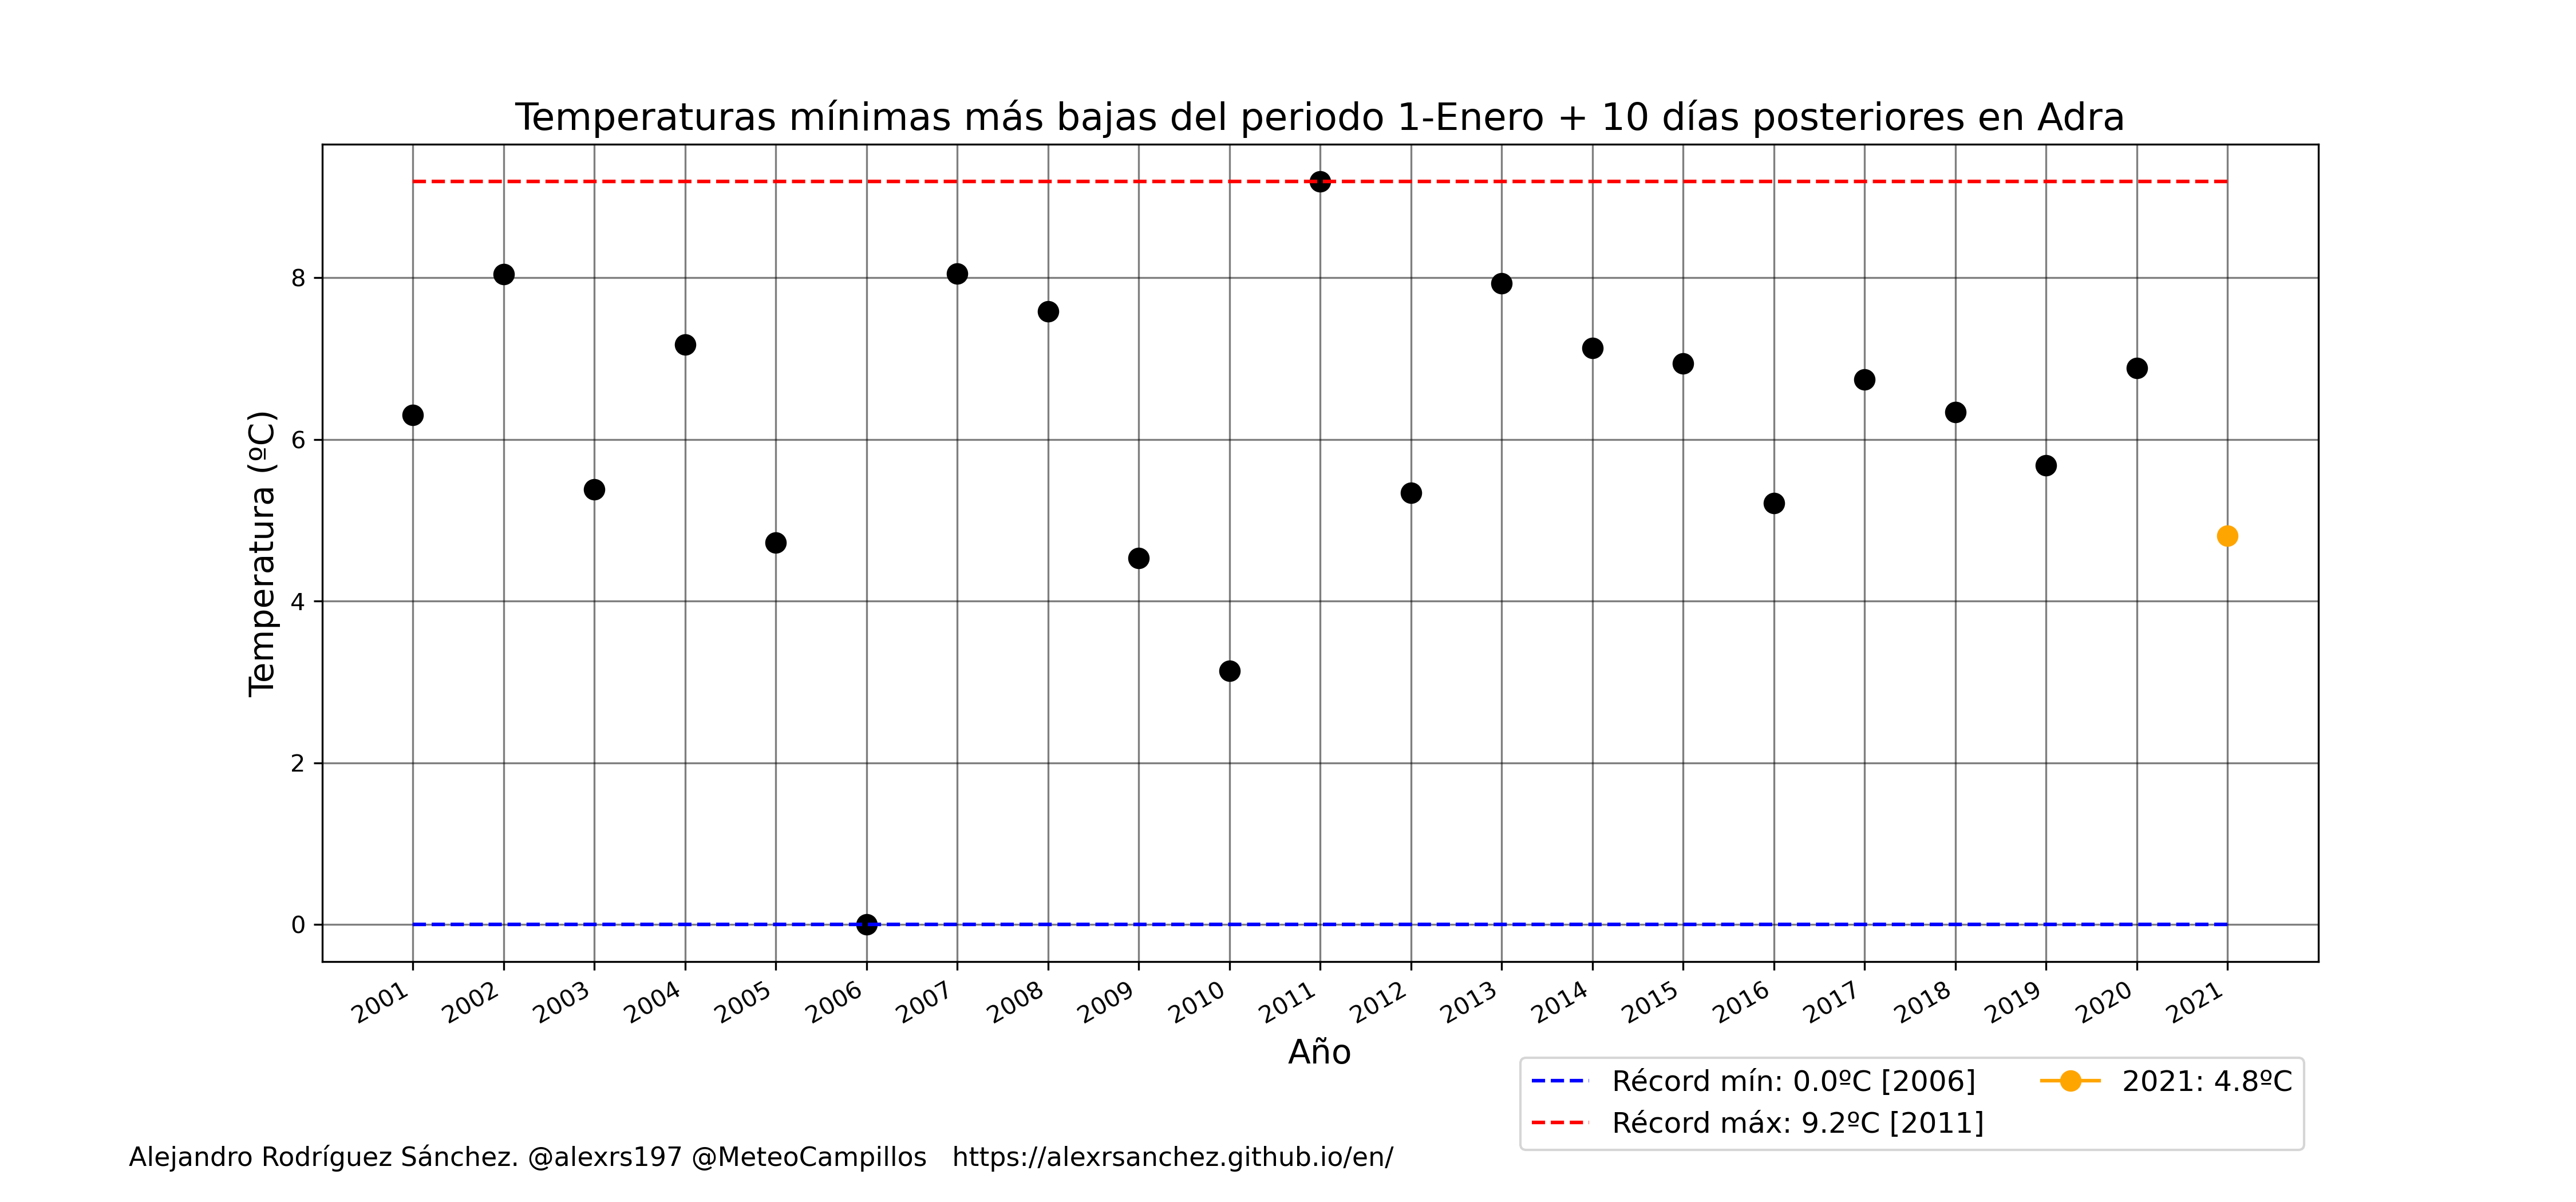 Temperaturas mínimas más bajas del periodo 1-Enero + 10 días posteriores en Adra
Temperatura (ºC)
8
6
4
2
0
2001 2002 2003 2004 2005 2006 2007 2008 2009 2010 2011 2012 2013 2014 2015 2016 2017 2018 2019 2020 2021
Año
Récord mín: 0.0ºC [2006]
Récord máx: 9.2ºC [2011]
2021: 4.8ºC
Alejandro Rodríguez Sánchez. @alexrs197 @MeteoCampillos https://alexrsanchez.github.io/en/